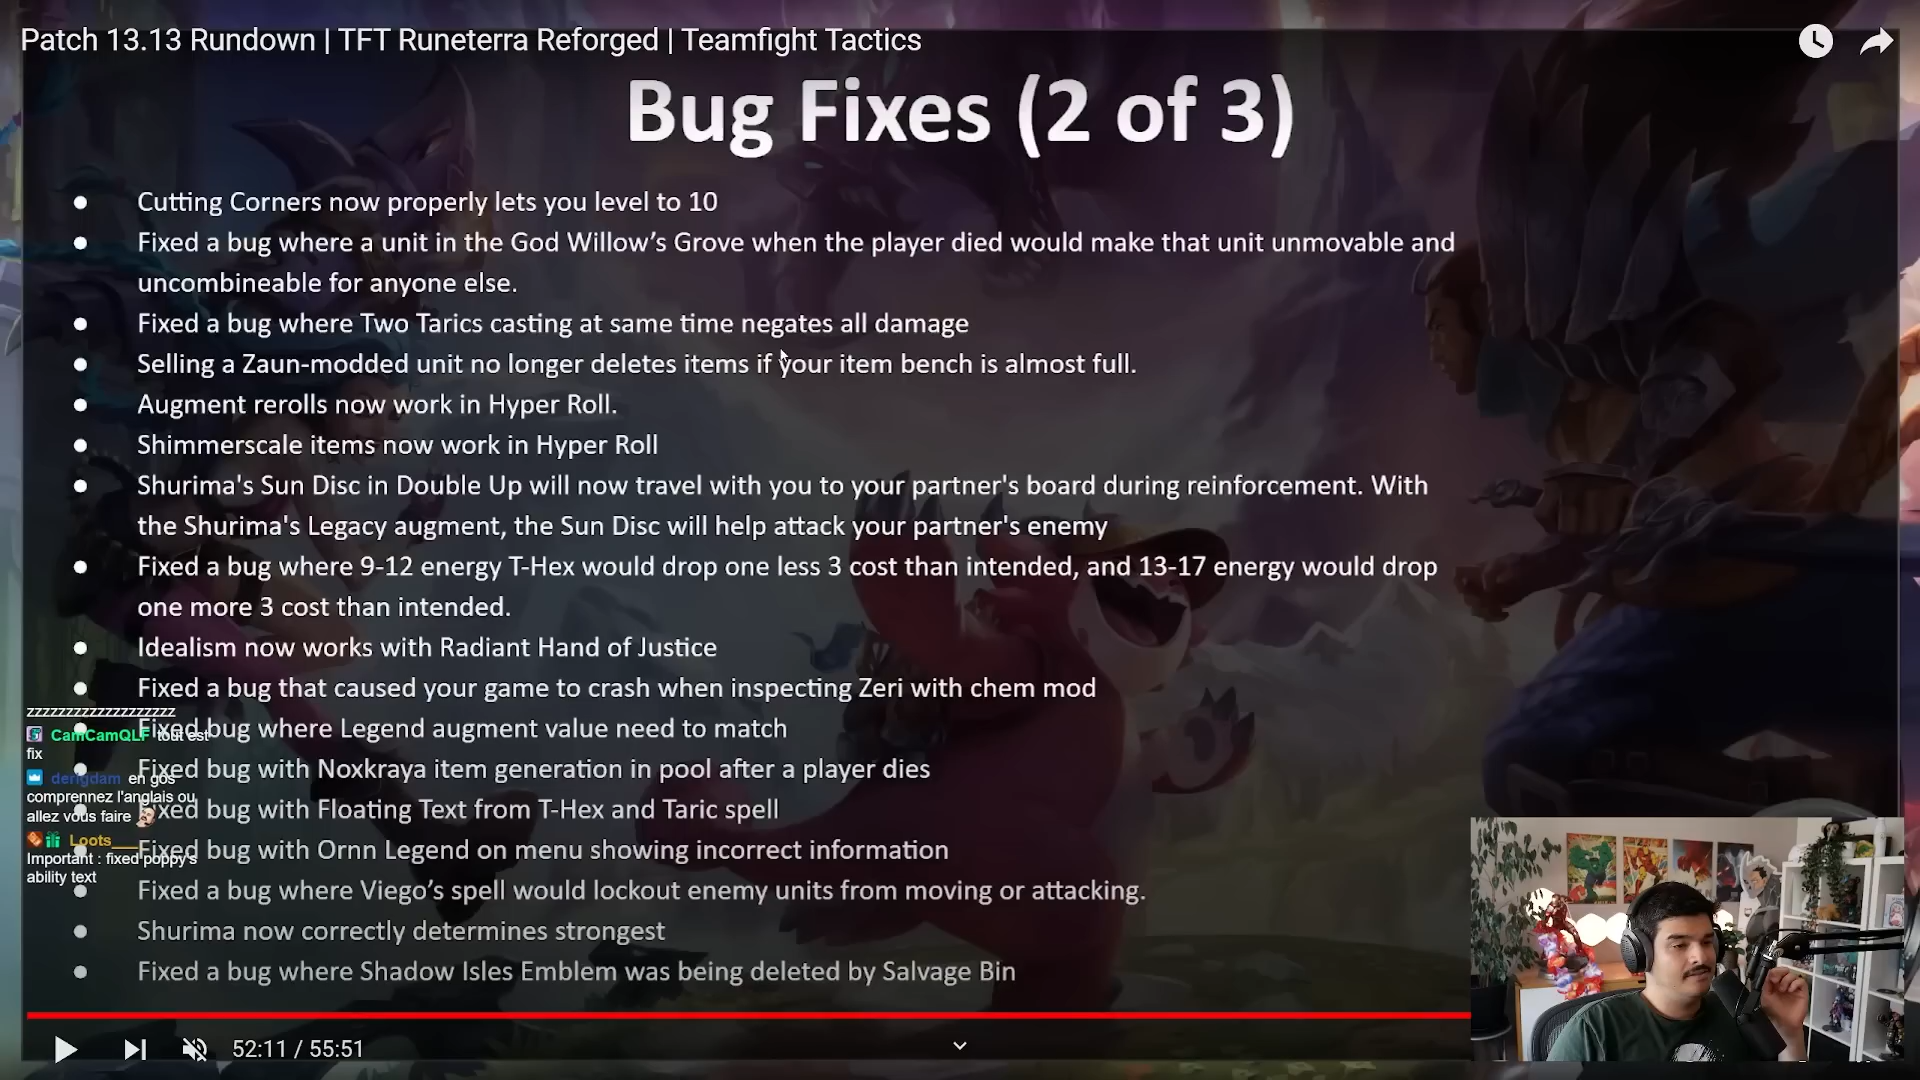 Patch 13.13 Rundown | TFT Runeterra Reforged | Teamfight Tactics
Bug Fixes (2 of 3)
Cutting Corners now properly lets you level to 10
Fixed a bug where a unit in the God Willow’s Grove when the player died would make that unit unmovable and
uncombineable for anyone else.
Fixed a bug where Two Tarics casting at same time negates all damage
Selling a Zaun-modded unit no longer deletes items if your item bench is almost full.
Augment rerolls now work in Hyper Roll.
Shimmerscale items now work in Hyper Roll
Shurima's Sun Disc in Double Up will now travel with you to your partner's board during reinforcement. With
the Shurima's Legacy augment, the Sun Disc will help attack your partner's enemy
Fixed a bug where 9-12 energy T-Hex would drop one less 3 cost than intended, and 13-17 energy would drop
one more 3 cost than intended.
Idealism now works with Radiant Hand of Justice
Fixed a bug that caused your game to crash when inspecting Zeri with chem mod
Fixed bug where Legend augment value need to match
Fixed bug with Noxkraya item generation in pool after a player dies
Fixed bug with Floating Text from T-Hex and Taric spell
Fixed bug with Ornn Legend on menu showing incorrect information
Fixed a bug where Viego’s spell would lockout enemy units from moving or attacking.
Shurima now correctly determines strongest
Fixed a bug where Shadow Isles Emblem was being deleted by Salvage Bin
zzzzzzzzzzzzzzzzzzz
CamCamQLF tout est
fix
derigdam en gos
comprennez l'anglais ou
allez vous faire
Loots___
Important : fixed poppy's
ability text
52:11 / 55:51